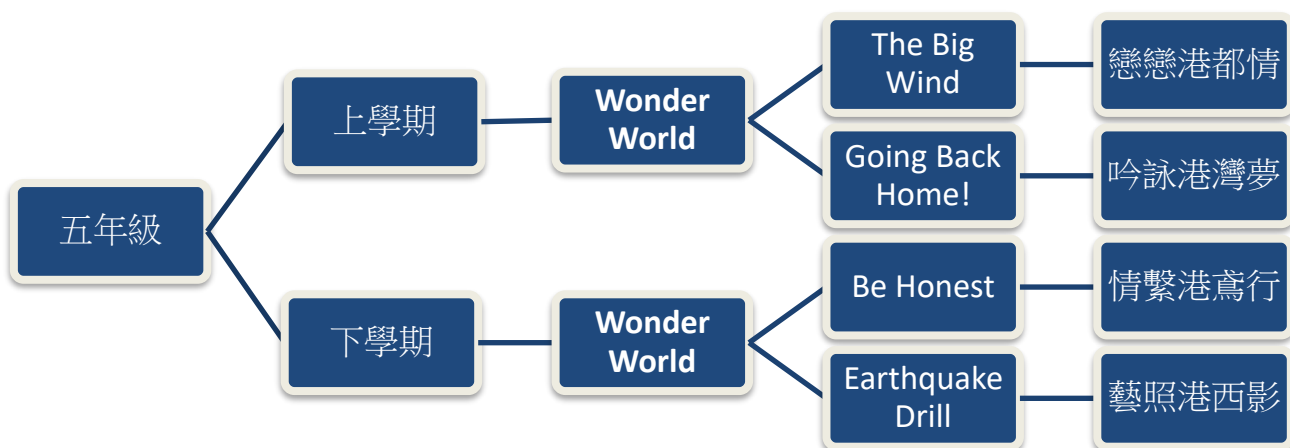 五年級
上學期
Wonder
World
The Big
Wind
戀戀港都情
Going Back
Home!
吟詠港灣夢
下學期
Wonder
World
Be Honest
情繫港鳶行
Earthquake
Drill
藝照港西影